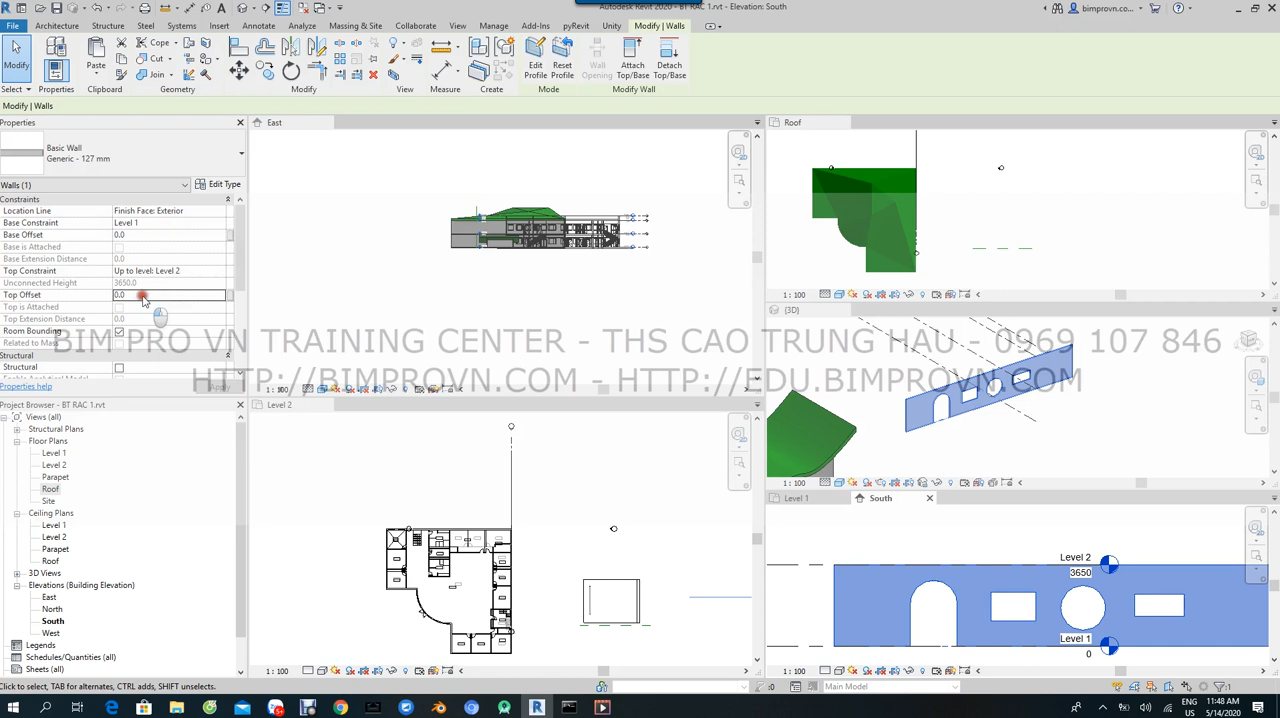 Autodesk Revit 2020 - BT RAC 1.rvt - Elevation: South
bimprovn.co...
File Architecture Structure Steel Systems Insert Annotate Analyze Massing & Site Collaborate View Manage Add-Ins pyRevit Unity Modify | Walls
Modify
Properties
Paste
Cope
Cut
Join
Edit Profile
Reset Profile
Wall Opening
Attach Top/Base
Detach Top/Base
Select Properties Clipboard Geometry Modify View Measure Create Mode Modify Wall
Modify | Walls
Properties
Basic Wall
Generic - 127 mm
Walls (1) Edit Type
Constraints
Location Line Finish Face: Exterior
Base Constraint Level 1
Base Offset 0.0
Base is Attached
Base Extension Distance 0.0
Top Constraint Up to level: Level 2
Unconnected Height 3650.0
Top Offset 0.0
Top is Attached
Top Extension Distance 0.0
Room Bounding
Related to Mass
Structural
Structural
Properties help Apply
Project Browser - BT RAC 1.rvt
Views (all)
Structural Plans
Floor Plans
Level 1
Level 2
Parapet
Roof
Site
Ceiling Plans
Level 1
Level 2
Parapet
Roof
3D Views
Elevations (Building Elevation)
East
North
South
West
Legends
Schedules/Quantities (all)
Sheets (all)
East
1 : 100
Level 2
1 : 100
Roof
1 : 100
{3D}
1 : 100
Level 1 South
Level 2
3650
Level 1
0
1 : 100
BIM PRO VN TRAINING CENTER - THS CAO TRUNG HAU - 0969 107 846
HTTP://BIMPROVN.COM - HTTP://EDU.BIMPROVN.COM
Click to select, TAB for alternates, CTRL adds, SHIFT unselects.
:0
Main Model
:1
11:48 AM
US
5/14/2020